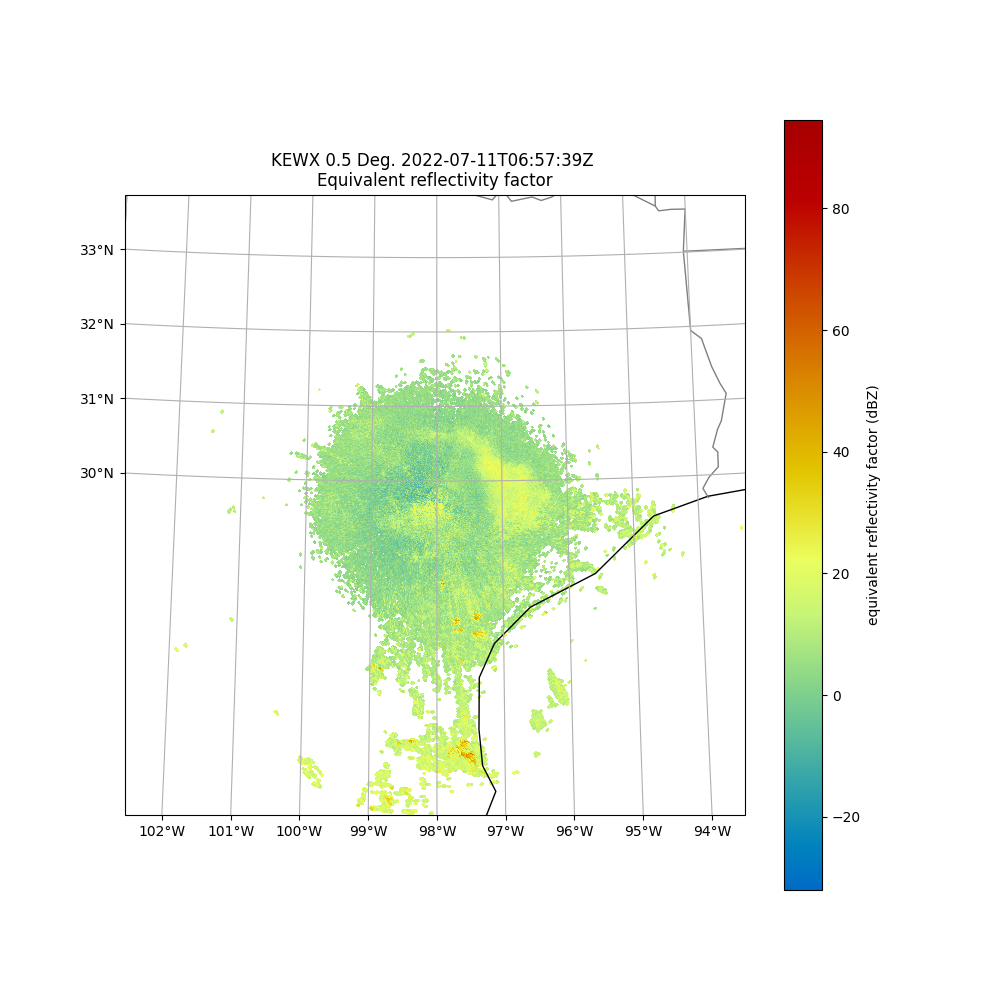 KEWX 0.5 Deg. 2022-07-11T06:57:39Z
Equivalent reflectivity factor
33°N
32°N
31°N
30°N
102°W 101°W 100°W 99°W 98°W 97°W 96°W 95°W 94°W
80
60
40
20
0
−20
equivalent reflectivity factor (dBZ)